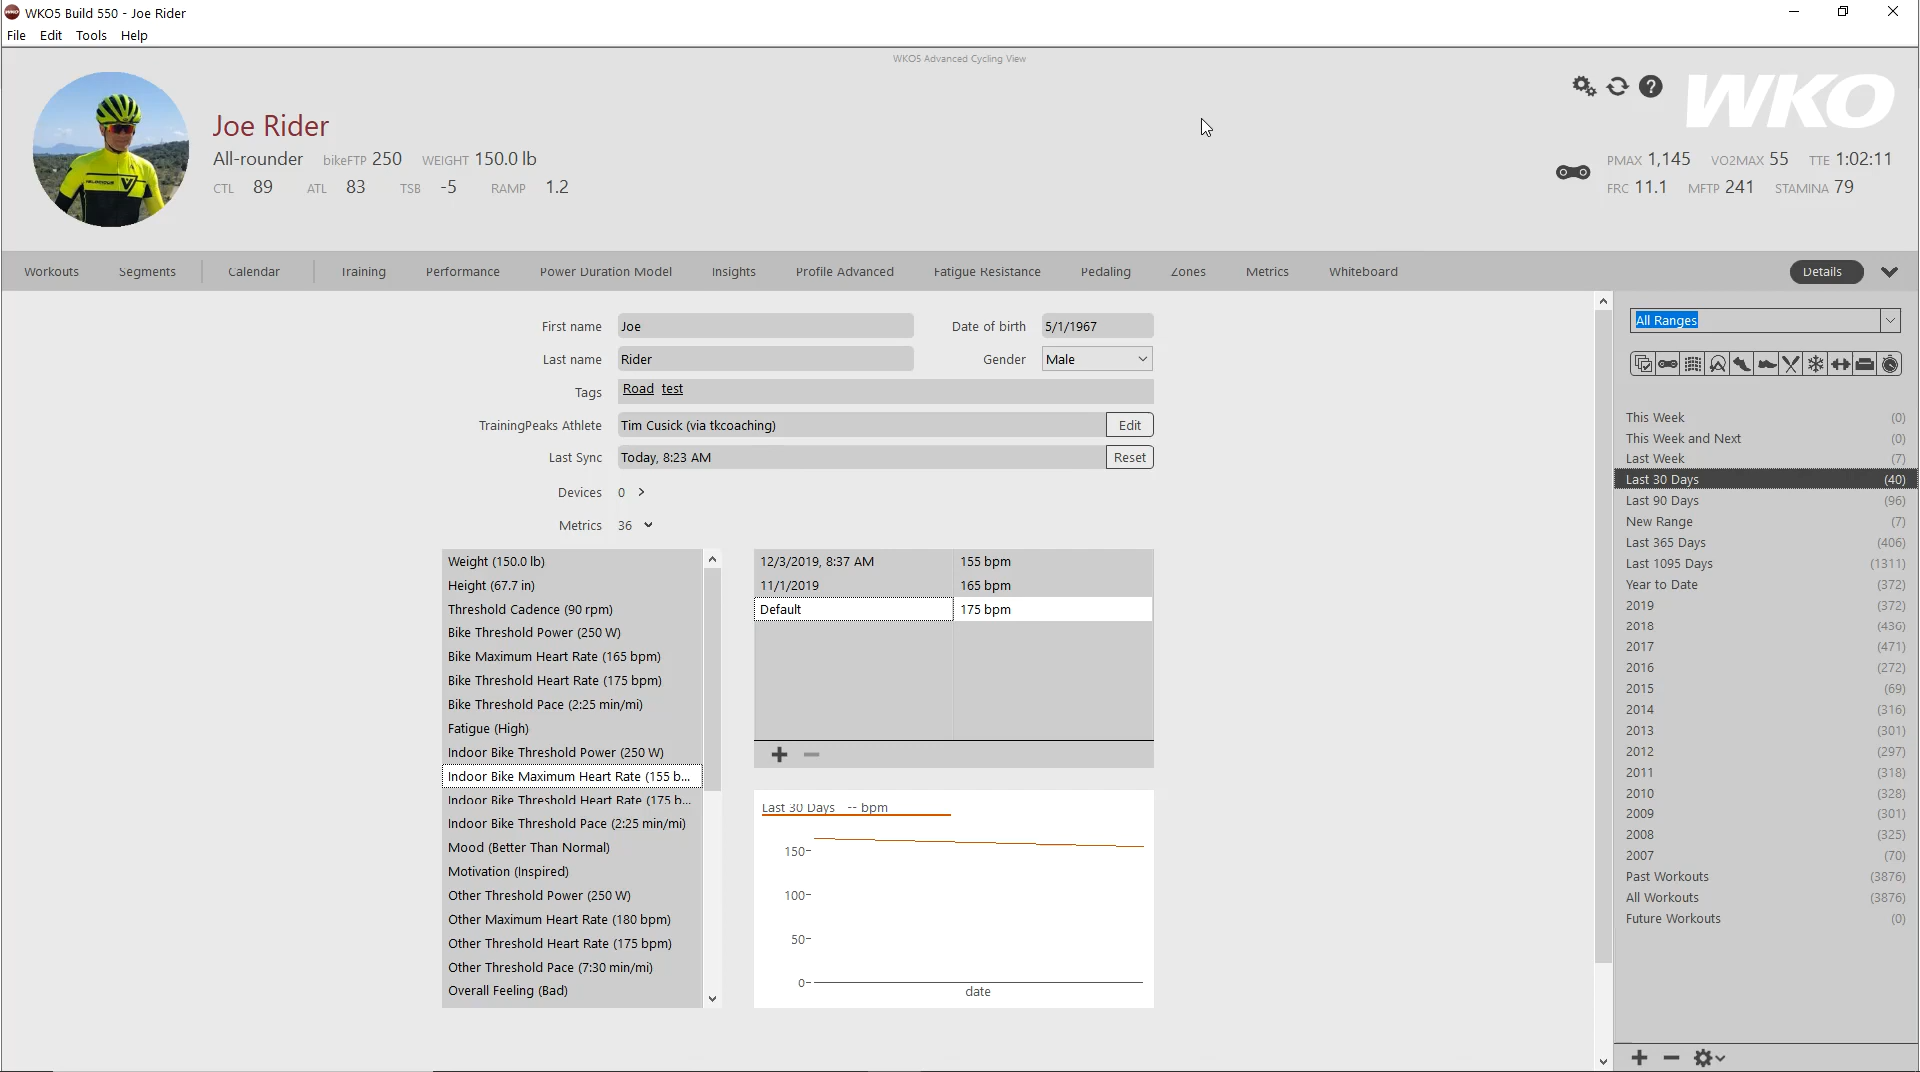 WKO5 Build 550 - Joe Rider
File Edit Tools Help
WKO5 Advanced Cycling View
WKO
Joe Rider
All-rounder bikeFTP 250 WEIGHT 150.0 lb
CTL 89 ATL 83 TSB -5 RAMP 1.2
PMAX 1,145 VO2MAX 55 TTE 1:02:11
FRC 11.1 MFTP 241 STAMINA 79
Workouts Segments Calendar Training Performance Power Duration Model Insights Profile Advanced Fatigue Resistance Pedaling Zones Metrics Whiteboard Details
First name Joe Date of birth 5/1/1967
Last name Rider Gender Male
Tags Road test
TrainingPeaks Athlete Tim Cusick (via tkcoaching) Edit
Last Sync Today, 8:23 AM Reset
Devices 0 >
Metrics 36
Weight (150.0 lb)
Height (67.7 in)
Threshold Cadence (90 rpm)
Bike Threshold Power (250 W)
Bike Maximum Heart Rate (165 bpm)
Bike Threshold Heart Rate (175 bpm)
Bike Threshold Pace (2:25 min/mi)
Fatigue (High)
Indoor Bike Threshold Power (250 W)
Indoor Bike Maximum Heart Rate (155 b...
Indoor Bike Threshold Heart Rate (175 b...
Indoor Bike Threshold Pace (2:25 min/mi)
Mood (Better Than Normal)
Motivation (Inspired)
Other Threshold Power (250 W)
Other Maximum Heart Rate (180 bpm)
Other Threshold Heart Rate (175 bpm)
Other Threshold Pace (7:30 min/mi)
Overall Feeling (Bad)
12/3/2019, 8:37 AM 155 bpm
11/1/2019 165 bpm
Default 175 bpm
Last 30 Days -- bpm
150-
100-
50-
0-
date
All Ranges
This Week (0)
This Week and Next (0)
Last Week (7)
Last 30 Days (40)
Last 90 Days (96)
New Range (7)
Last 365 Days (406)
Last 1095 Days (1311)
Year to Date (372)
2019 (372)
2018 (436)
2017 (471)
2016 (272)
2015 (69)
2014 (316)
2013 (301)
2012 (297)
2011 (318)
2010 (328)
2009 (301)
2008 (325)
2007 (70)
Past Workouts (3876)
All Workouts (3876)
Future Workouts (0)